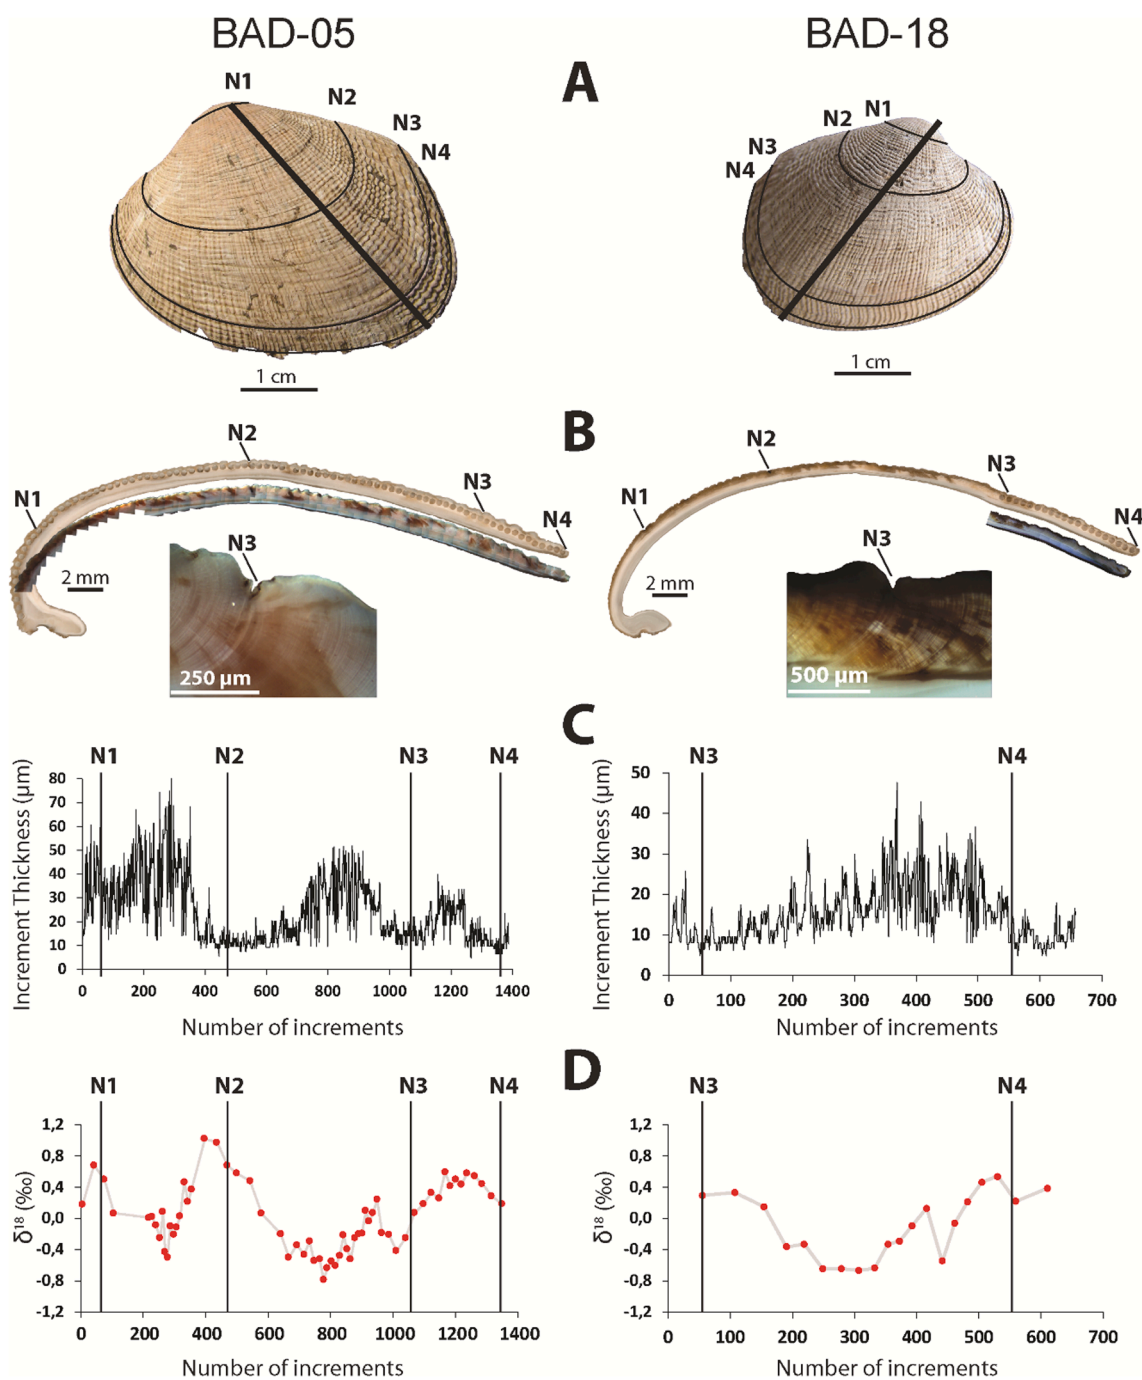 BAD-05
BAD-18
A
N1
N2
N3
N4
N1
N2
N3
N4
1 cm
1 cm
B
N1
N2
N3
N4
N3
2 mm
250 µm
N1
N2
N3
N4
N3
2 mm
500 µm
C
N1 N2 N3 N4
Increment Thickness (µm)
80
70
60
50
40
30
20
10
0
0 200 400 600 800 1000 1200 1400
Number of increments
N3 N4
Increment Thickness (µm)
50
40
30
20
10
0
0 100 200 300 400 500 600 700
Number of increments
D
N1 N2 N3 N4
δ¹⁸ (‰)
1,2
0,8
0,4
0,0
-0,4
-0,8
-1,2
0 200 400 600 800 1000 1200 1400
Number of increments
N3 N4
δ¹⁸ (‰)
1,2
0,8
0,4
0,0
-0,4
-0,8
-1,2
0 100 200 300 400 500 600 700
Number of increments